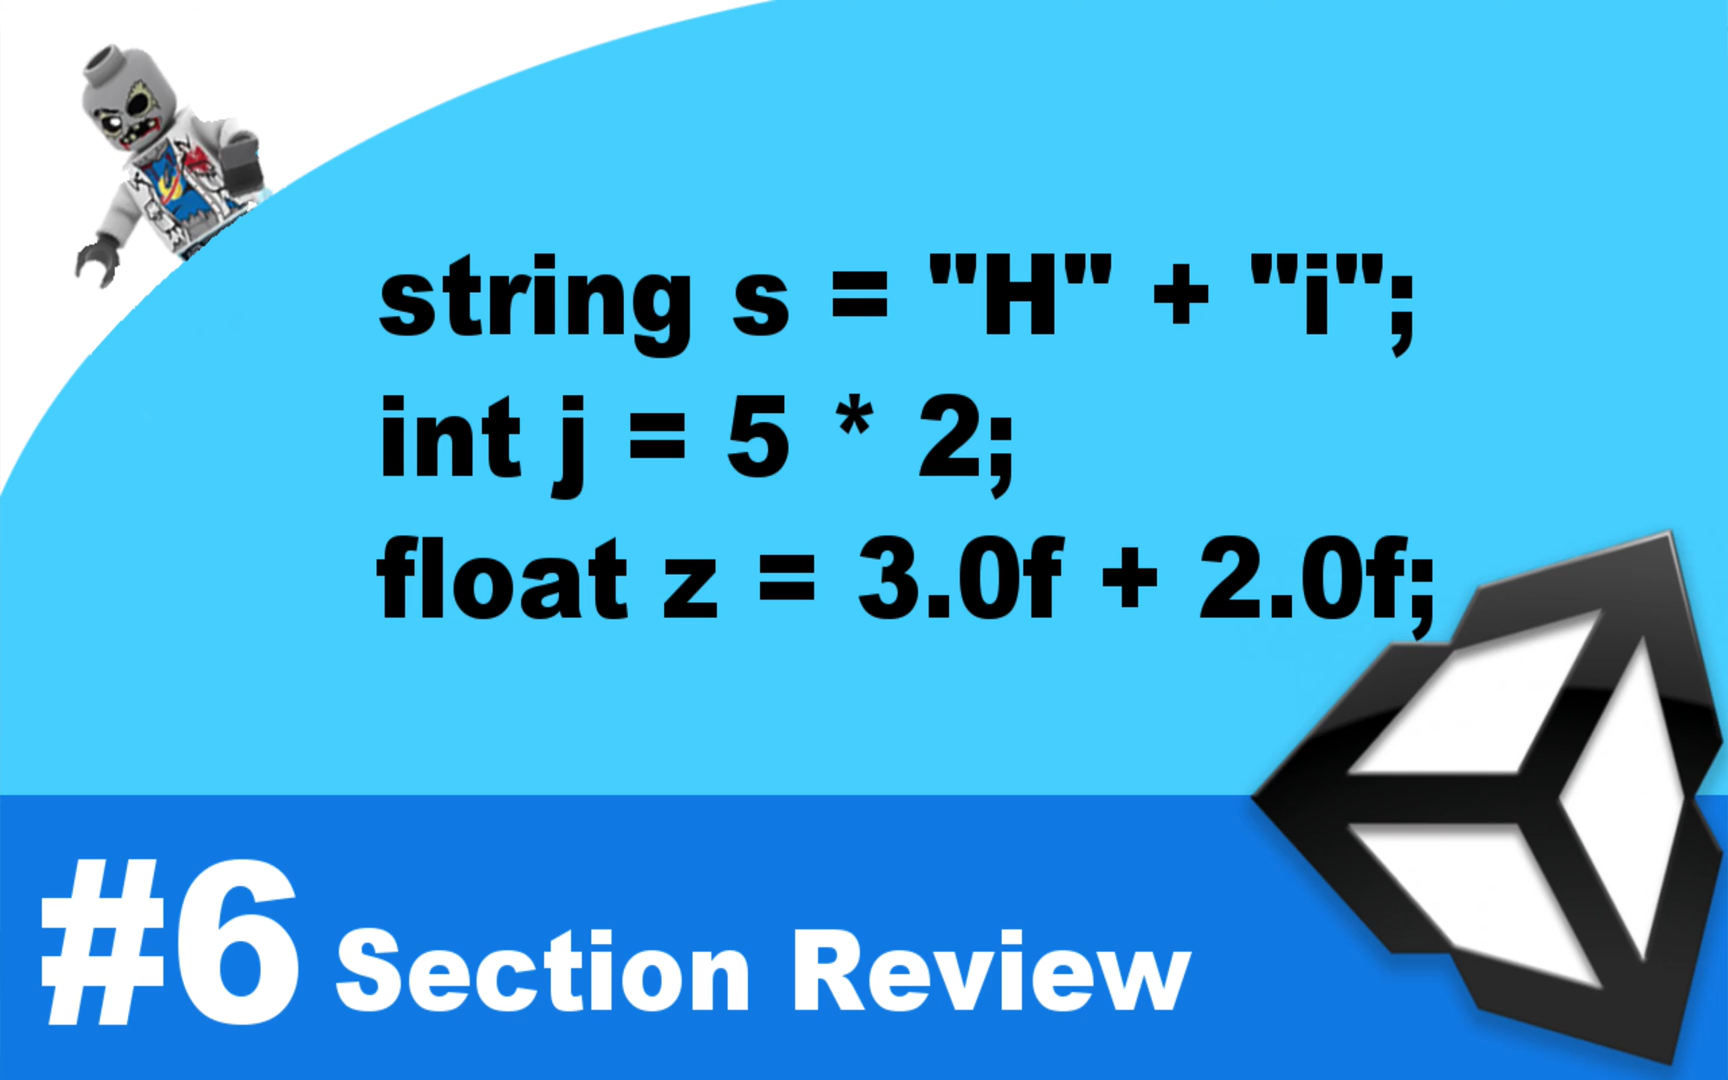 string s = "H" + "i";
int j = 5 * 2;
float z = 3.0f + 2.0f;
#6 Section Review